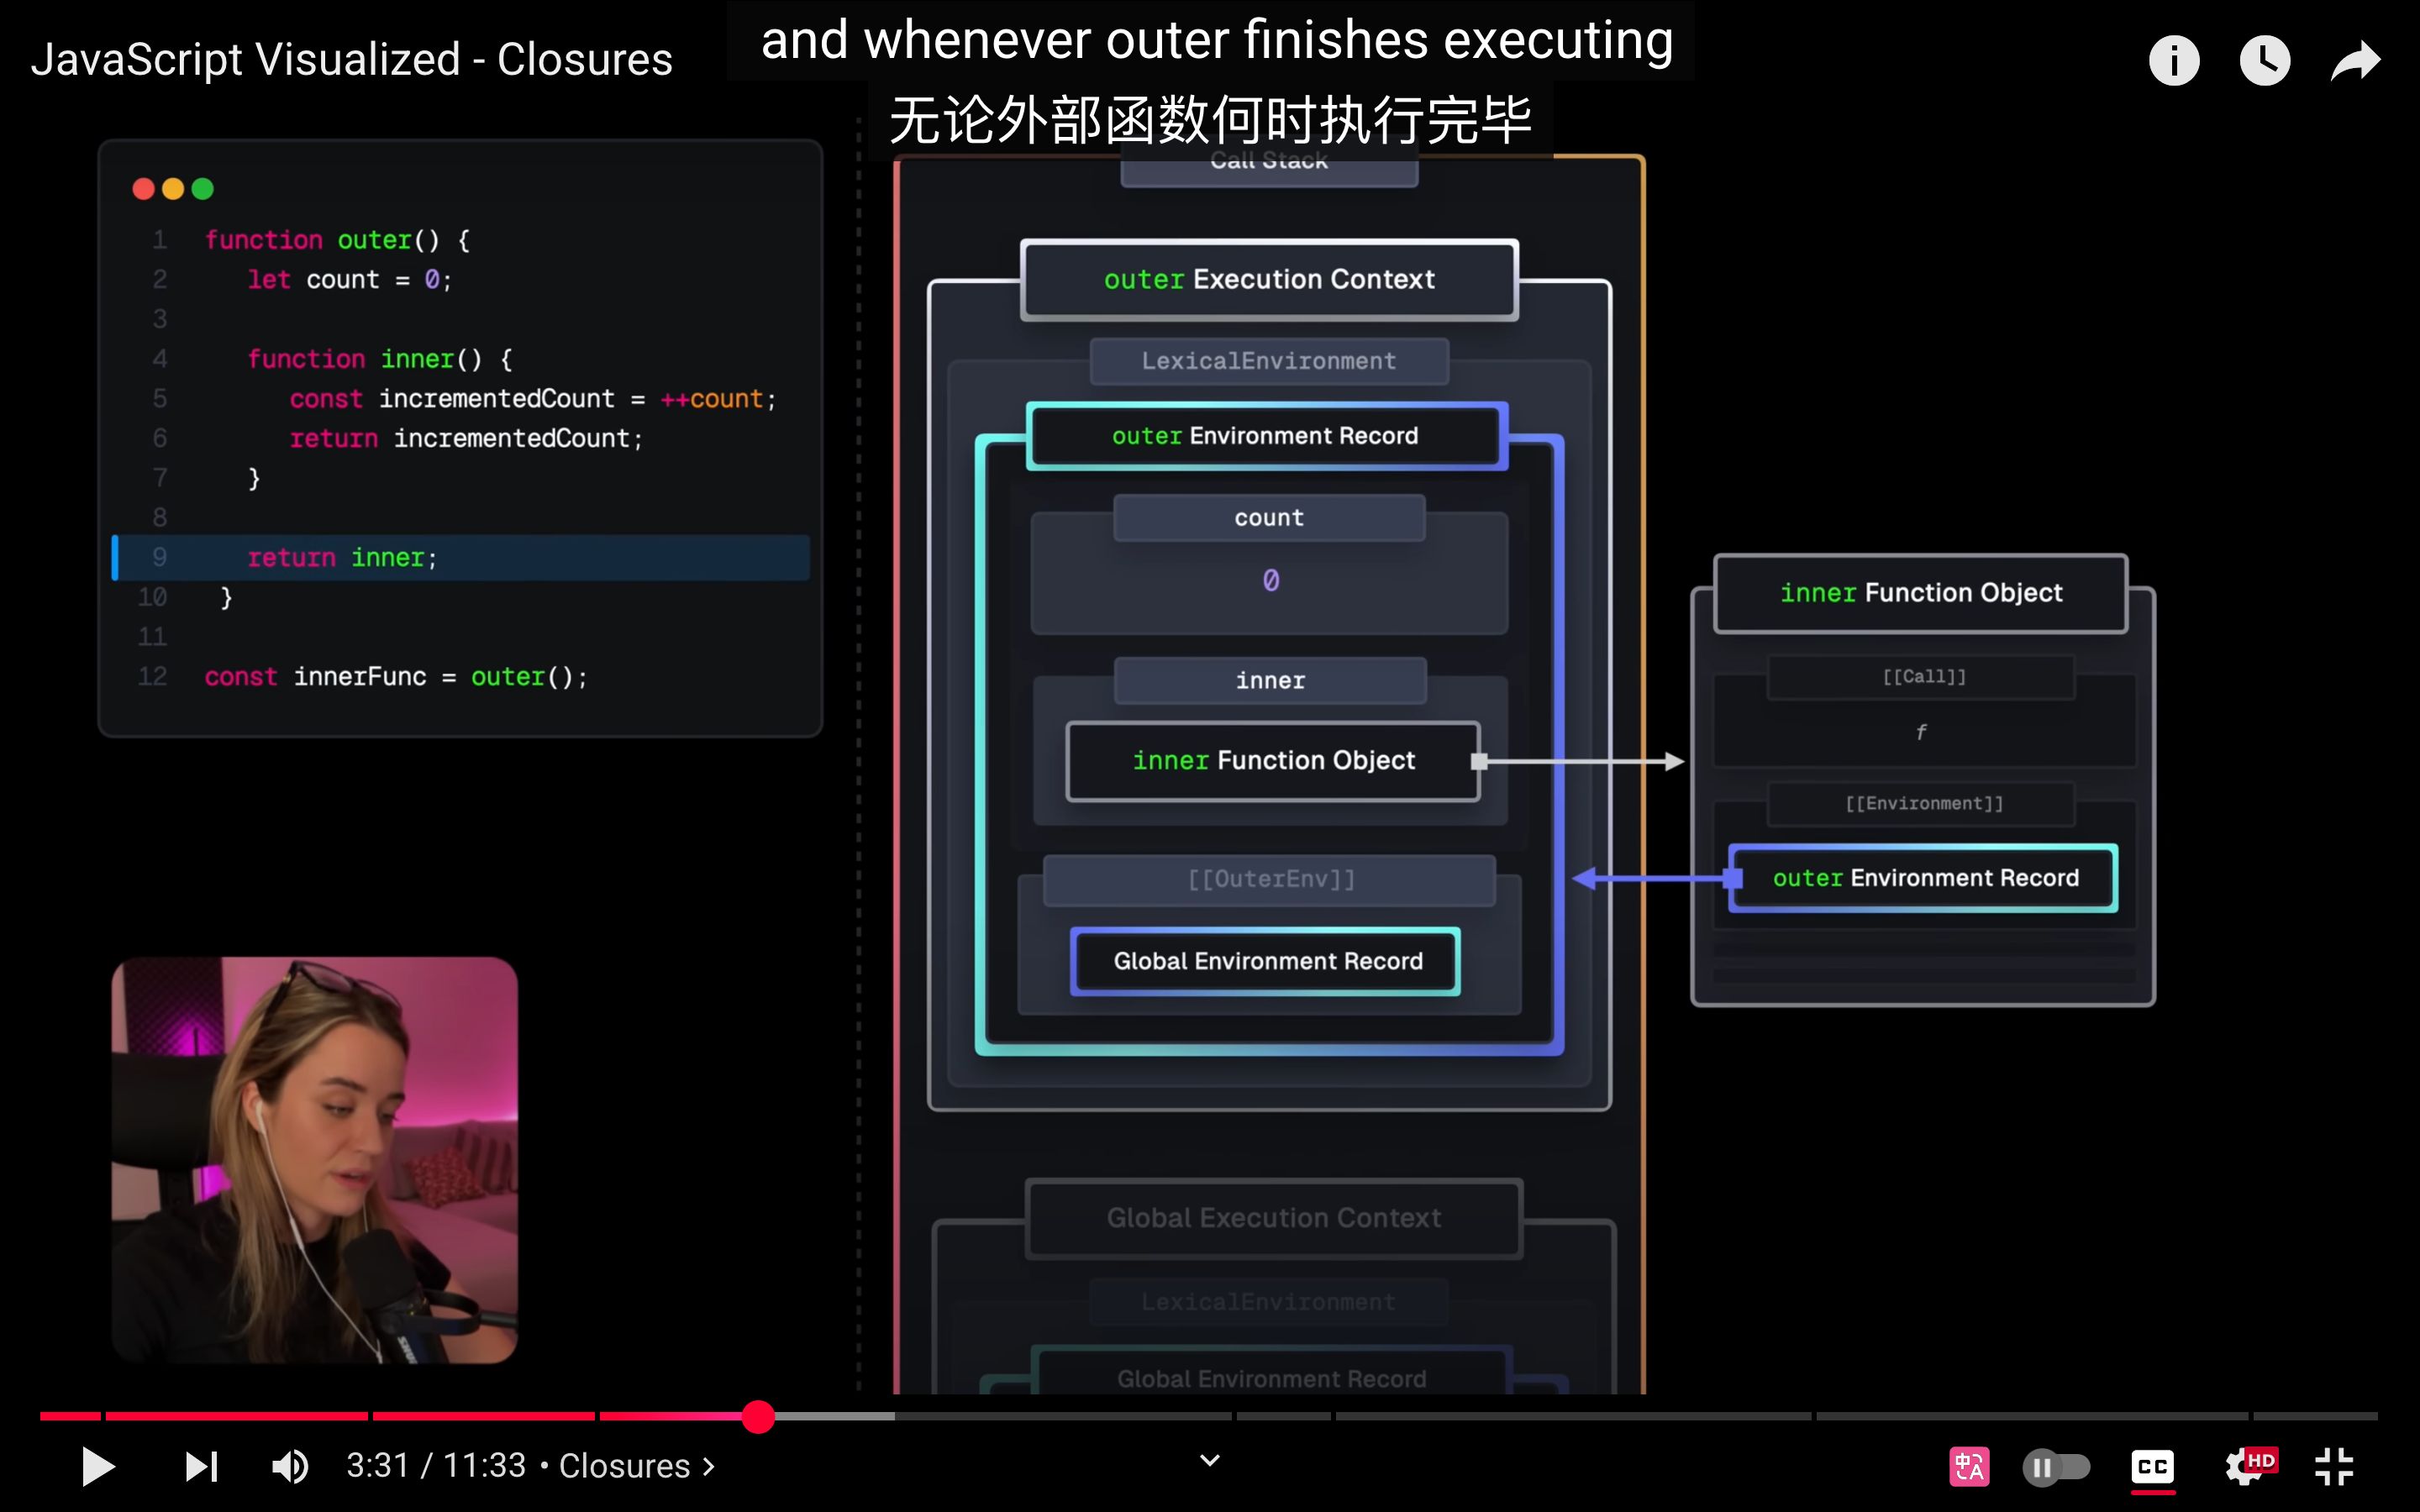 JavaScript Visualized - Closures
and whenever outer finishes executing
无论外部函数何时执行完毕
1 function outer() {
2 let count = 0;
3
4 function inner() {
5 const incrementedCount = ++count;
6 return incrementedCount;
7 }
8
9 return inner;
10 }
11
12 const innerFunc = outer();
Call Stack
outer Execution Context
LexicalEnvironment
outer Environment Record
count
0
inner
inner Function Object
[[OuterEnv]]
Global Environment Record
inner Function Object
[[Call]]
f
[[Environment]]
outer Environment Record
Global Execution Context
LexicalEnvironment
Global Environment Record
3:31 / 11:33 • Closures >
中A
CC
HD